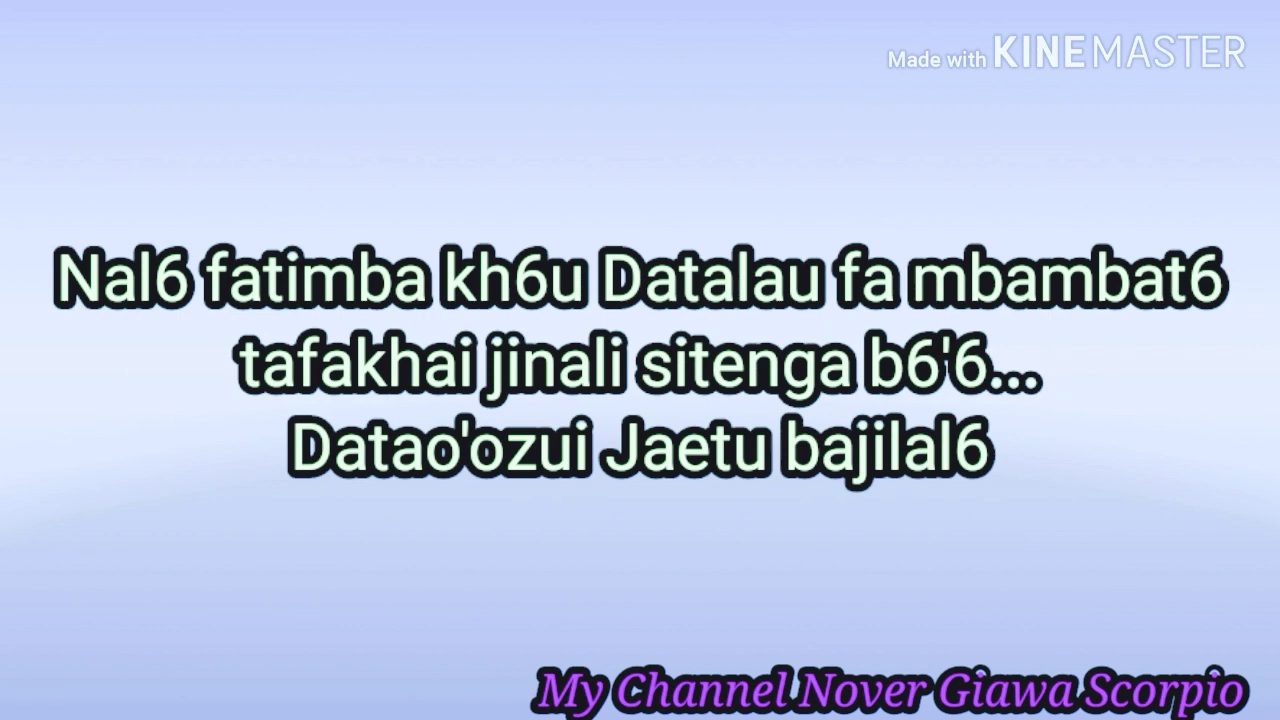 Made with KINEMASTER
Nal6 fatimba kh6u Datalau fa mbambat6
tafakhai jinali sitenga b6'6...
Datao'ozui Jaetu bajilal6
My Channel Nover Giawa Scorpio